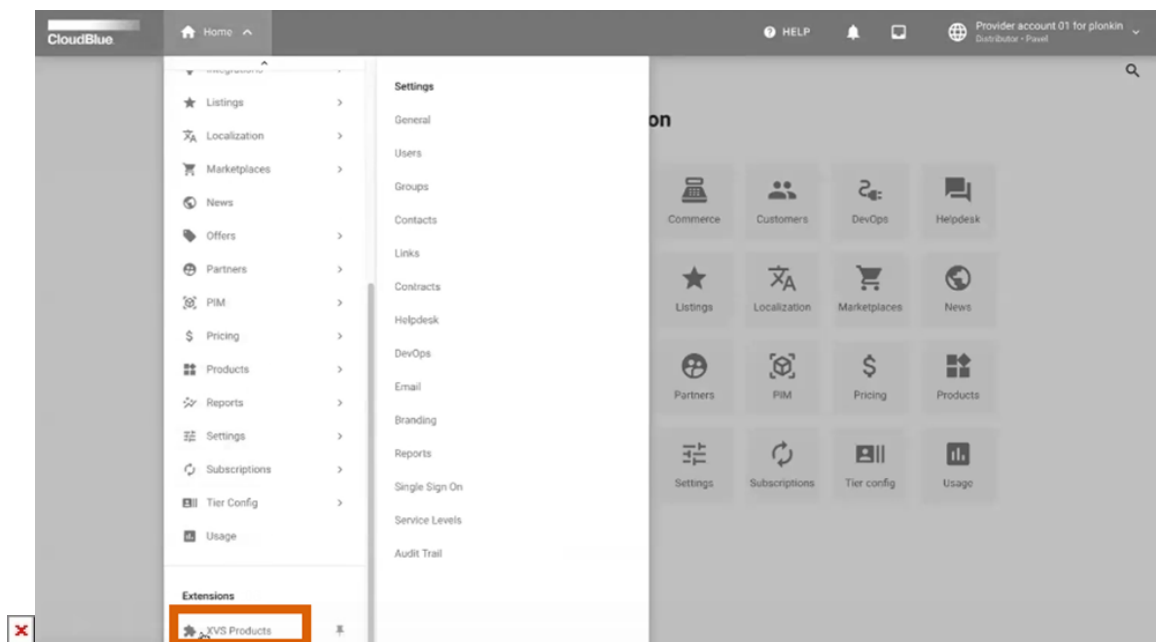 CloudBlue.
Home
HELP
Provider account 01 for plonkin
Distributor - Pavel
Integrations
Listings
Localization
Marketplaces
News
Offers
Partners
PIM
Pricing
Products
Reports
Settings
Subscriptions
Tier Config
Usage
Extensions
XVS Products
Settings
General
Users
Groups
Contacts
Links
Contracts
Helpdesk
DevOps
Email
Branding
Reports
Single Sign On
Service Levels
Audit Trail
on
Commerce Customers DevOps Helpdesk
Listings Localization Marketplaces News
Partners PIM Pricing Products
Settings Subscriptions Tier config Usage